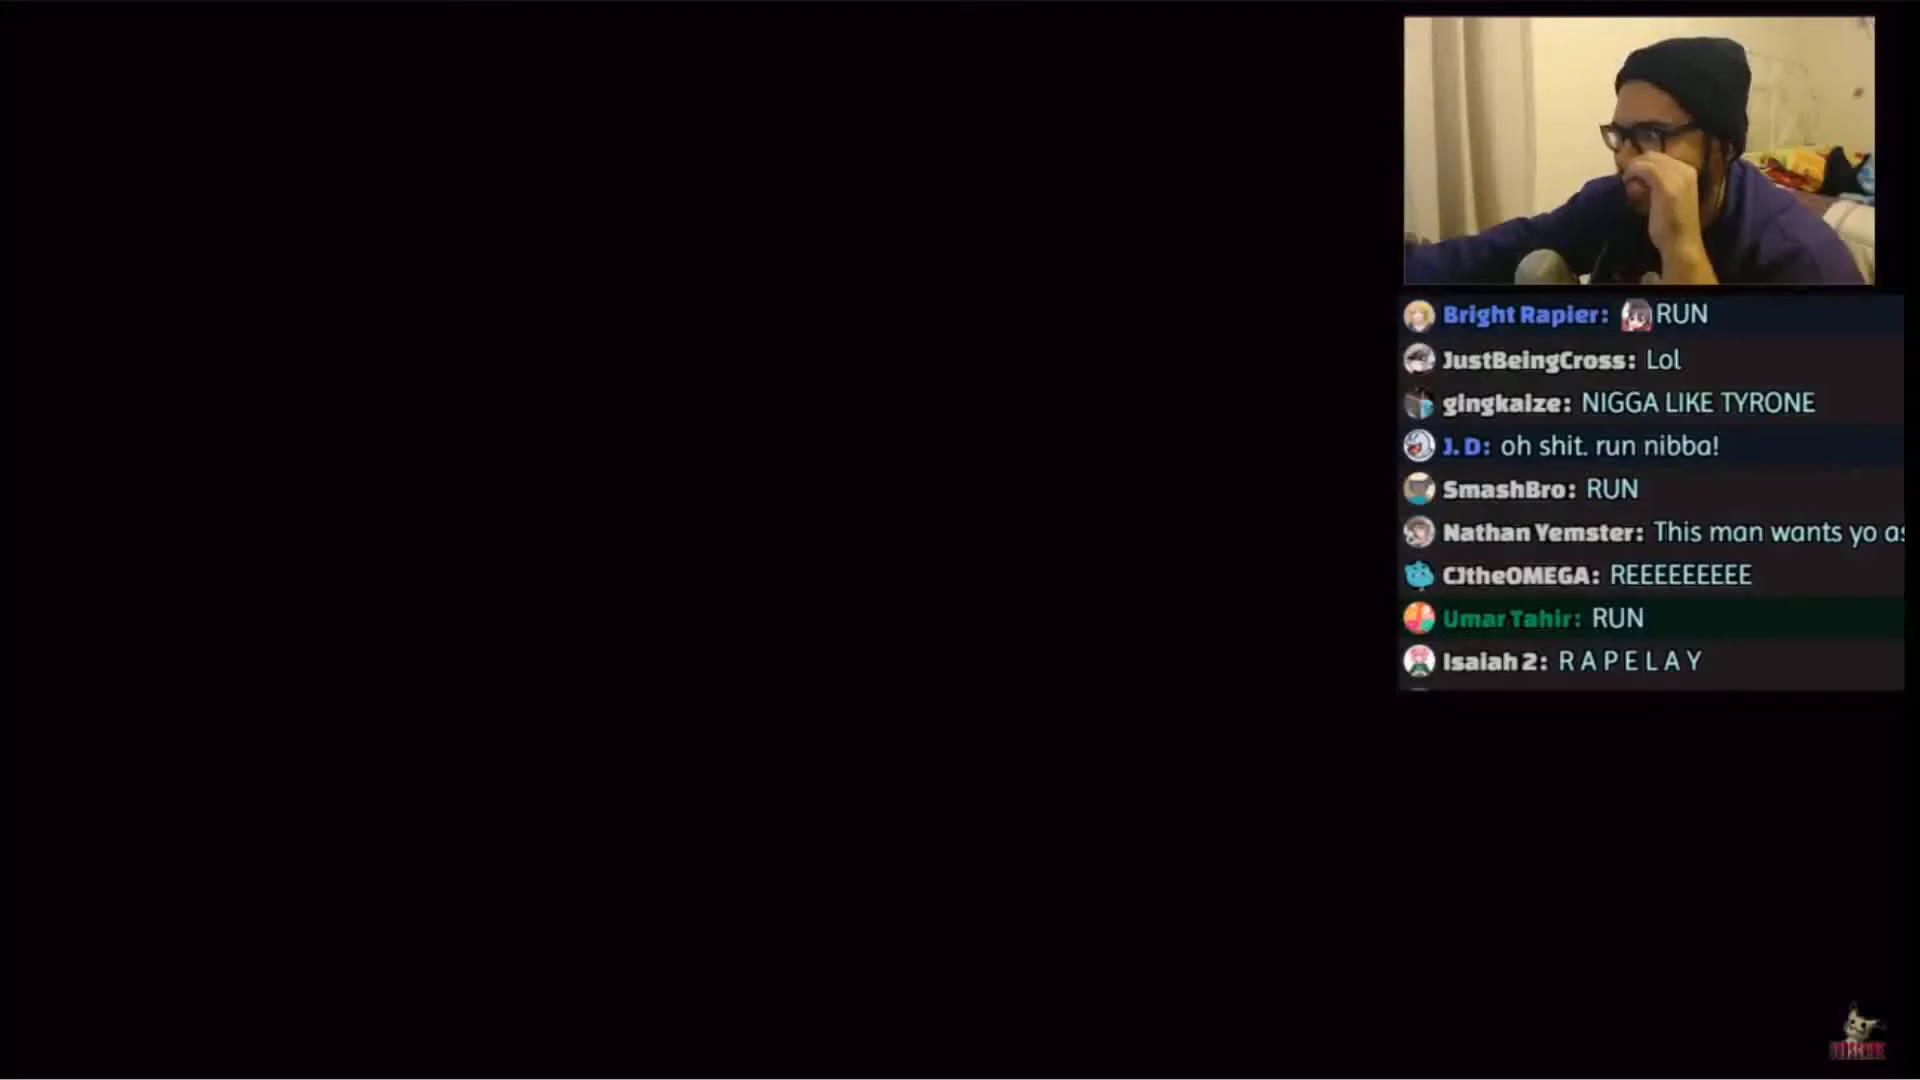 Bright Rapier: RUN
JustBeingCross: Lol
gingkaize: NIGGA LIKE TYRONE
J. D: oh shit. run nibba!
SmashBro: RUN
Nathan Yemster: This man wants yo as
CJtheOMEGA: REEEEEEEEE
Umar Tahir: RUN
Isaiah 2: R A P E L A Y